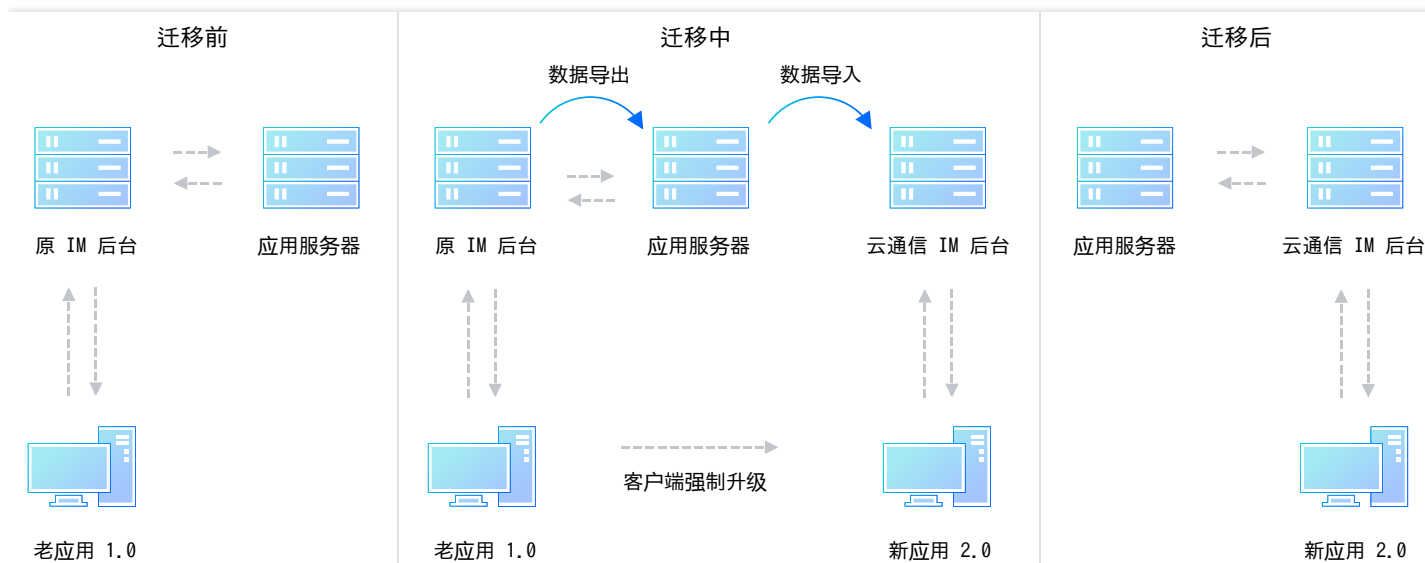 迁移前
迁移中
迁移后
数据导出
数据导入
原 IM 后台
应用服务器
原 IM 后台
应用服务器
云通信 IM 后台
应用服务器
云通信 IM 后台
客户端强制升级
老应用 1.0
老应用 1.0
新应用 2.0
新应用 2.0